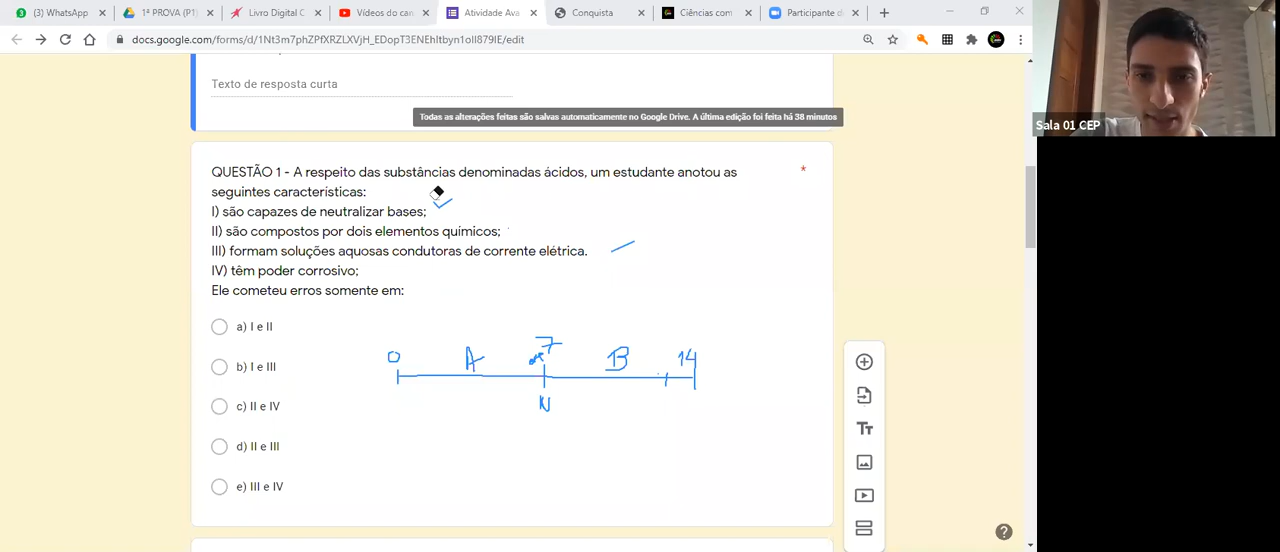 (3) WhatsApp
1ª PROVA (P1)
Livro Digital C
Vídeos do can
Atividade Ava
Conquista
Ciências com
Participante d
docs.google.com/forms/d/1Nt3m7phZPfXRZLXVjH_EDopT3ENEhItbyn1oII879IE/edit
Texto de resposta curta
Todas as alterações feitas são salvas automaticamente no Google Drive. A última edição foi feita há 38 minutos
Sala 01 CEP
QUESTÃO 1 - A respeito das substâncias denominadas ácidos, um estudante anotou as
seguintes características:
I) são capazes de neutralizar bases;
II) são compostos por dois elementos químicos;
III) formam soluções aquosas condutoras de corrente elétrica.
IV) têm poder corrosivo;
Ele cometeu erros somente em:
*
a) I e II
b) I e III
c) II e IV
d) II e III
e) III e IV
0 A 7 B 14
N
Tт